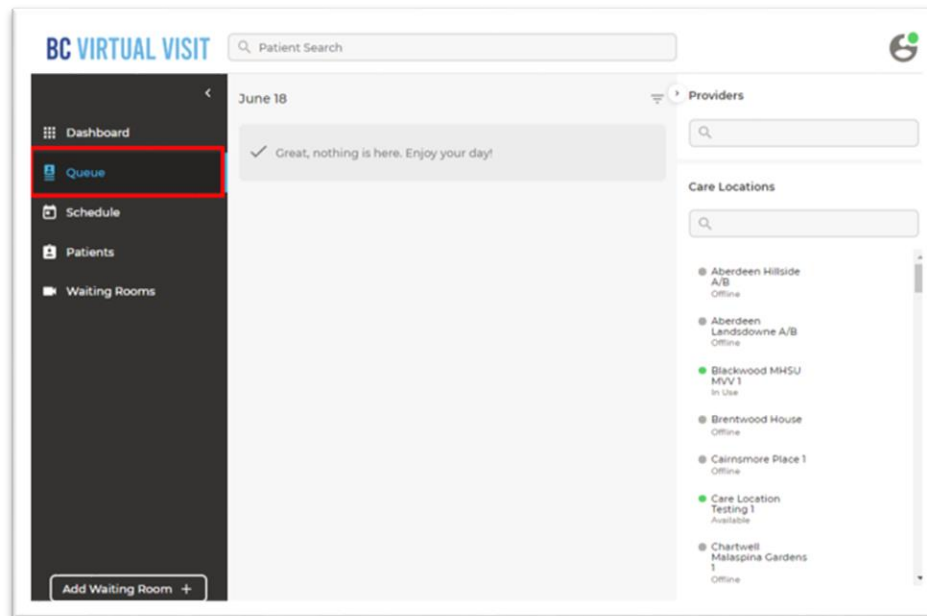 BC VIRTUAL VISIT
Patient Search
Dashboard
Queue
Schedule
Patients
Waiting Rooms
Add Waiting Room +
June 18
Great, nothing is here. Enjoy your day!
Providers
Care Locations
Aberdeen Hillside
A/B
Offline
Aberdeen
Landsdowne A/B
Offline
Blackwood MHSU
MVV 1
In Use
Brentwood House
Offline
Cairnsmore Place 1
Offline
Care Location
Testing 1
Available
Chartwell
Malaspina Gardens
1
Offline